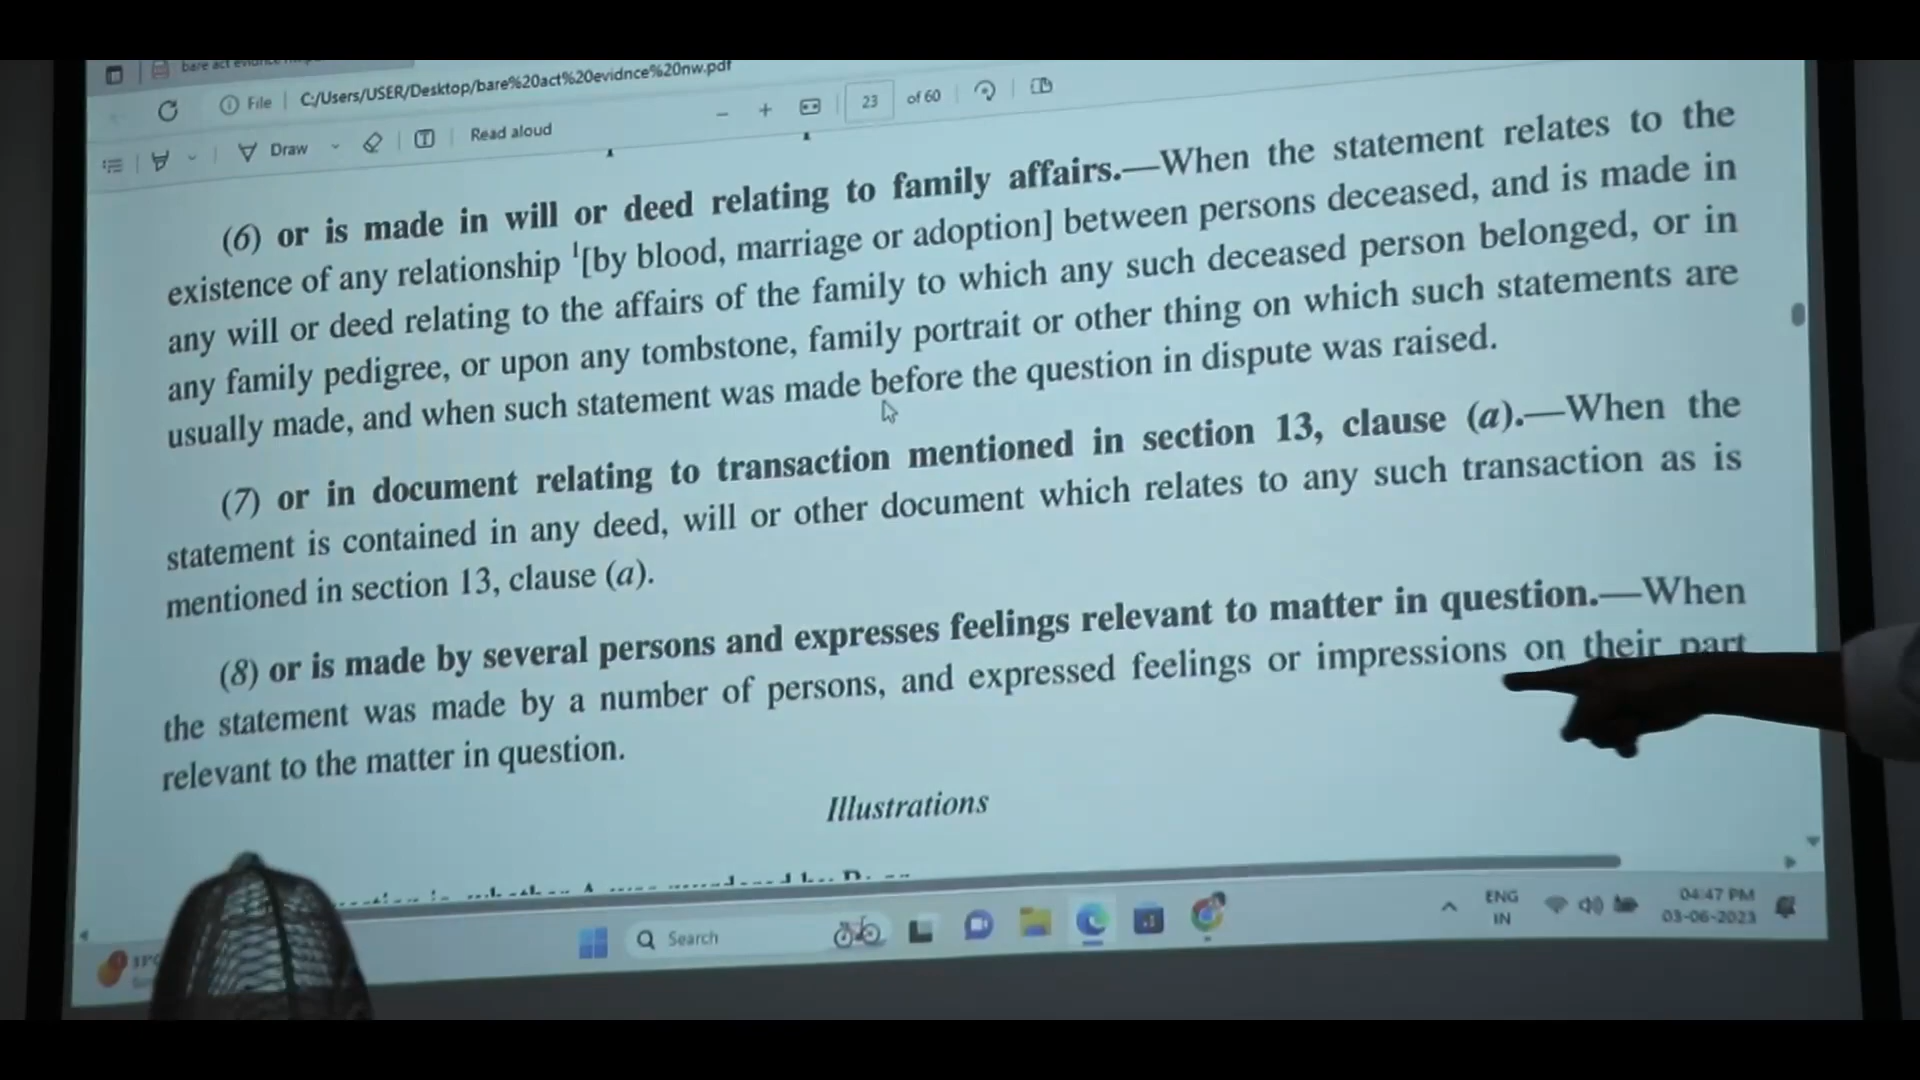 bare act
File C:/Users/USER/Desktop/bare%20act%20evidnce%20nw.pdf
Draw Read aloud 23 of 60
(6) or is made in will or deed relating to family affairs.—When the statement relates to the
existence of any relationship ¹[by blood, marriage or adoption] between persons deceased, and is made in
any will or deed relating to the affairs of the family to which any such deceased person belonged, or in
any family pedigree, or upon any tombstone, family portrait or other thing on which such statements are
usually made, and when such statement was made before the question in dispute was raised.
(7) or in document relating to transaction mentioned in section 13, clause (a).—When the
statement is contained in any deed, will or other document which relates to any such transaction as is
mentioned in section 13, clause (a).
(8) or is made by several persons and expresses feelings relevant to matter in question.—When
the statement was made by a number of persons, and expressed feelings or impressions on their part
relevant to the matter in question.
Illustrations
Search
ENG
IN
04:47 PM
03-06-2023